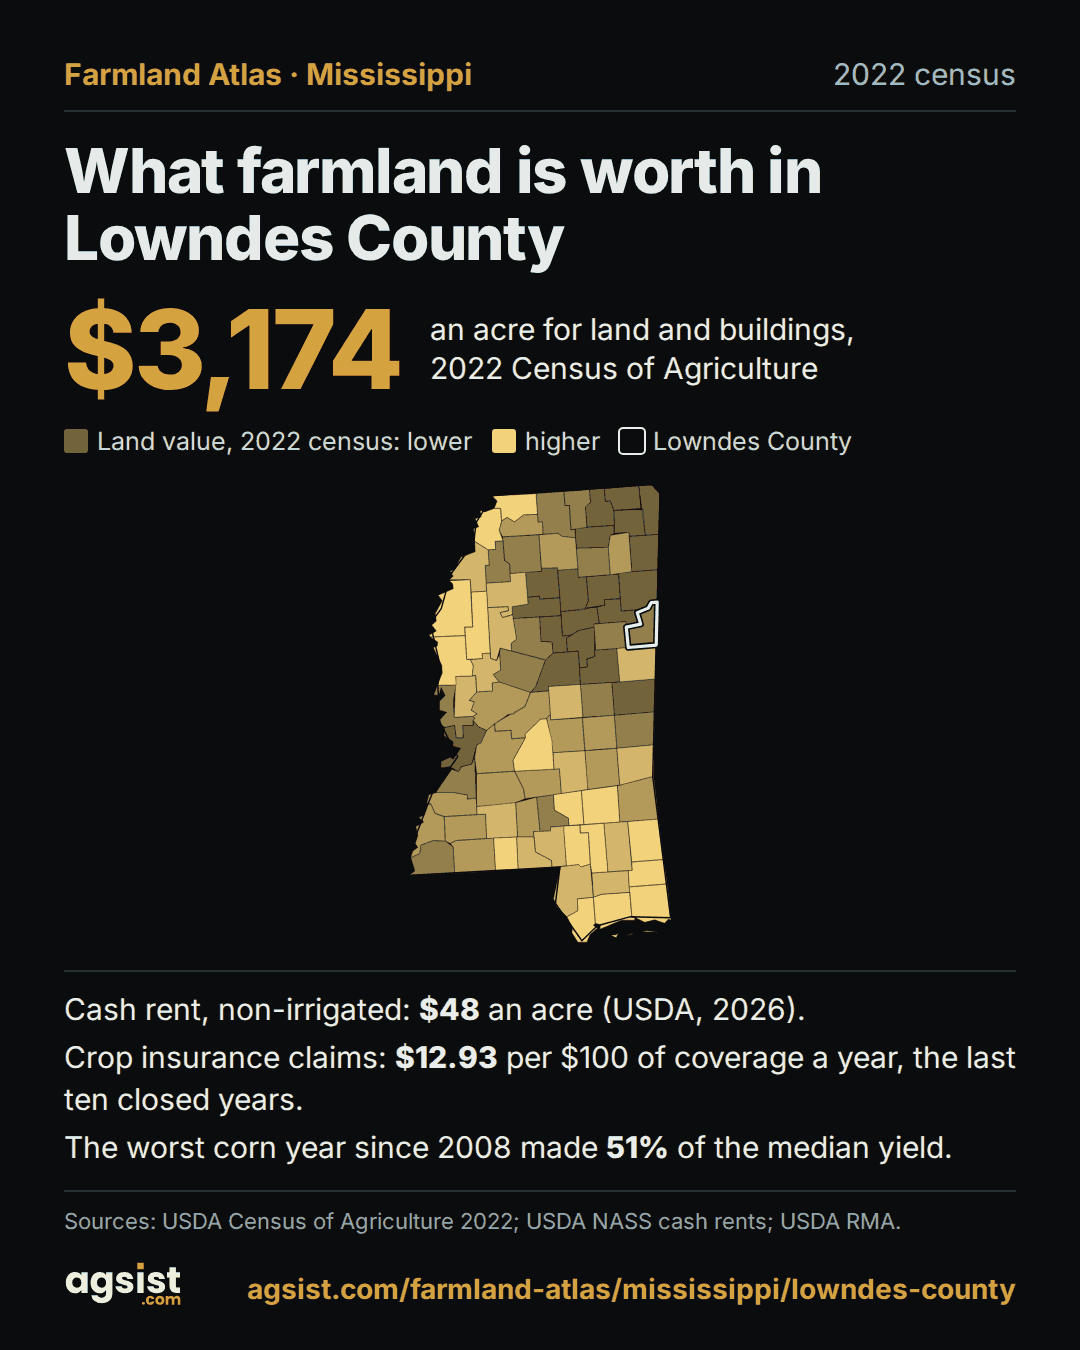 Farmland Atlas · Mississippi
2022 census
What farmland is worth in
Lowndes County
$3,174
an acre for land and buildings,
2022 Census of Agriculture
Land value, 2022 census: lower higher Lowndes County
Cash rent, non-irrigated: $48 an acre (USDA, 2026).
Crop insurance claims: $12.93 per $100 of coverage a year, the last
ten closed years.
The worst corn year since 2008 made 51% of the median yield.
Sources: USDA Census of Agriculture 2022; USDA NASS cash rents; USDA RMA.
agsist
.com
agsist.com/farmland-atlas/mississippi/lowndes-county